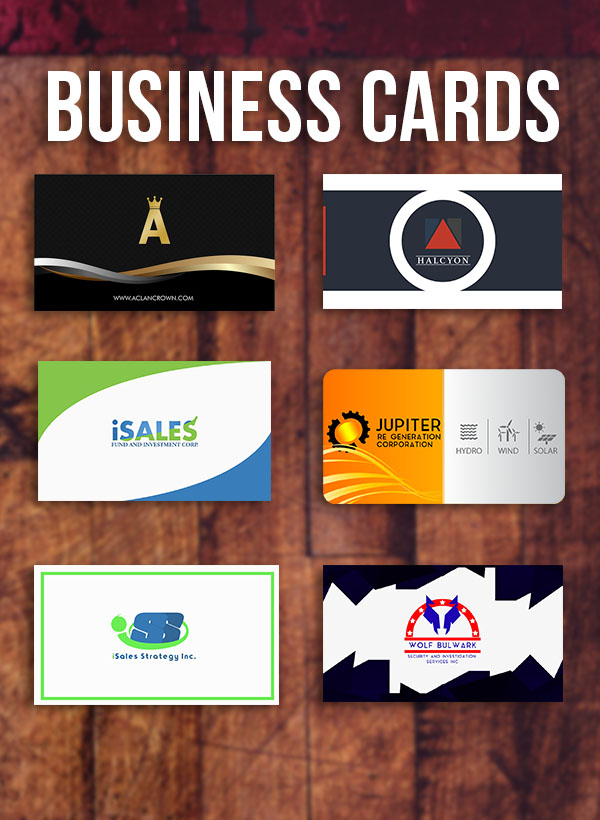 BUSINESS CARDS
A
WWW.ACLANCROWN.COM
HALCYON
iSALES
FUND AND INVESTMENT CORP.
JUPITER
RE GENERATION
CORPORATION
HYDRO
WIND
SOLAR
iSS
iSales Strategy Inc.
WOLF BULWARK
SECURITY AND INVESTIGATION
SERVICES INC